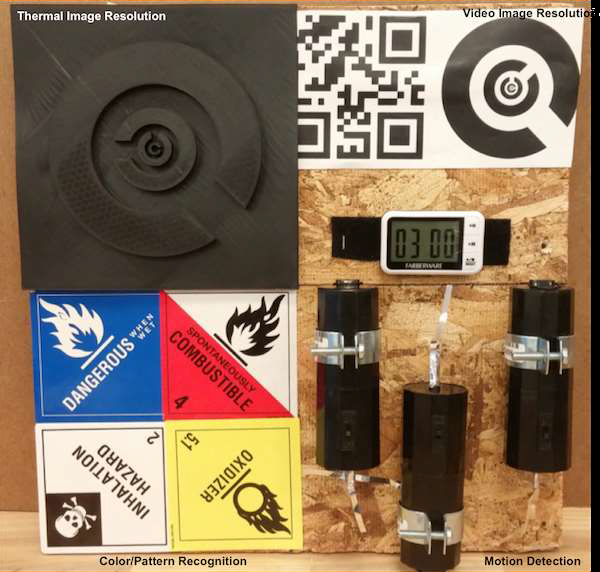 Thermal Image Resolution
Video Image Resolution
03 00
FARBERWARE
DANGEROUS
WHEN
WET
SPONTANEOUSLY
COMBUSTIBLE
4
2
INHALATION
HAZARD
5.1
OXIDIZER
Color/Pattern Recognition
Motion Detection